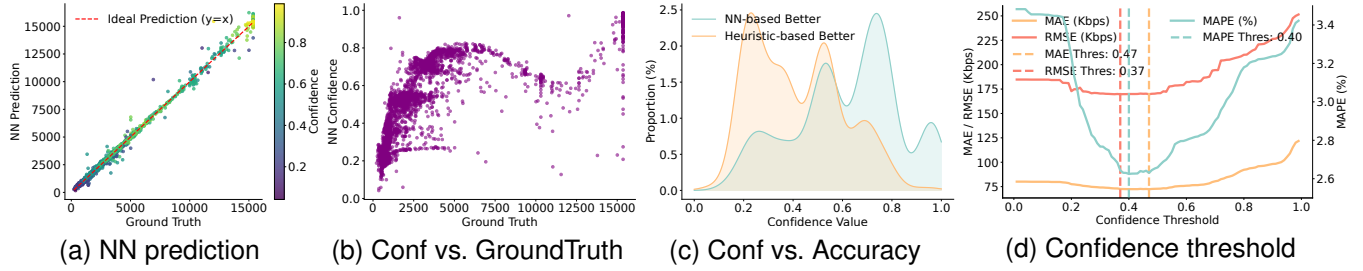 Ideal Prediction (y=x)
15000
12500
10000
7500
5000
2500
0
NN Prediction
0
5000
10000
15000
Ground Truth
0.8
0.6
0.4
0.2
Confidence
(a) NN prediction
1.0
0.8
0.6
0.4
0.2
0.0
NN Confidence
0
2500
5000
7500
10000
12500
15000
Ground Truth
(b) Conf vs. GroundTruth
NN-based Better
Heuristic-based Better
2.5
2.0
1.5
1.0
0.5
0.0
Proportion (%)
0.0
0.2
0.4
0.6
0.8
1.0
Confidence Value
(c) Conf vs. Accuracy
MAE (Kbps)
RMSE (Kbps)
MAE Thres: 0.47
RMSE Thres: 0.37
MAPE (%)
MAPE Thres: 0.40
250
225
200
175
150
125
100
75
MAE / RMSE (Kbps)
0.0
0.2
0.4
0.6
0.8
1.0
Confidence Threshold
3.4
3.2
3.0
2.8
2.6
MAPE (%)
(d) Confidence threshold